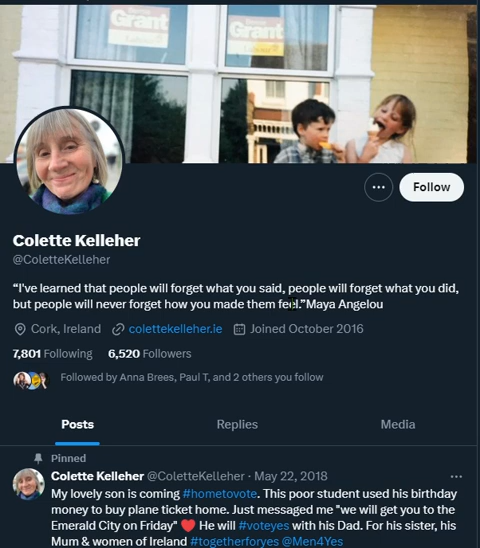 Grant
Labour
Grant
Labour
Follow
Colette Kelleher
@ColetteKelleher
“I've learned that people will forget what you said, people will forget what you did,
but people will never forget how you made them feel.”Maya Angelou
Cork, Ireland colettekelleher.ie Joined October 2016
7,801 Following 6,520 Followers
Followed by Anna Brees, Paul T, and 2 others you follow
Posts Replies Media
Pinned
Colette Kelleher @ColetteKelleher · May 22, 2018
My lovely son is coming #hometovote. This poor student used his birthday
money to buy plane ticket home. Just messaged me "we will get you to the
Emerald City on Friday" ❤️ He will #voteyes with his Dad. For his sister, his
Mum & women of Ireland #togetherforyes @Men4Yes